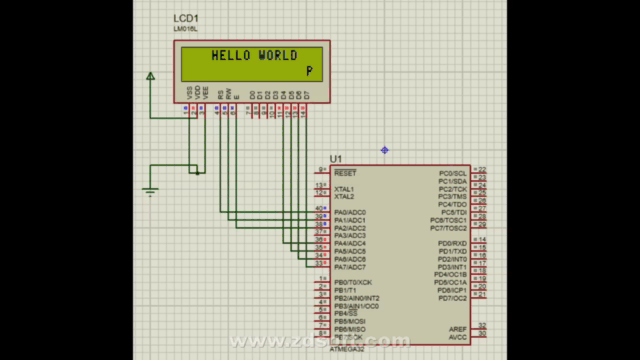 LCD1
LM016L
HELLO WORLD
P
VSS VDD VEE RS RW E D0 D1 D2 D3 D4 D5 D6 D7
1 2 3 4 5 6 7 8 9 10 11 12 13 14
U1
9 RESET PC0/SCL 22
PC1/SDA 23
13 XTAL1 PC2/TCK 24
12 XTAL2 PC3/TMS 25
PC4/TDO 26
40 PA0/ADC0 PC5/TDI 27
39 PA1/ADC1 PC6/TOSC1 28
38 PA2/ADC2 PC7/TOSC2 29
37 PA3/ADC3
36 PA4/ADC4 PD0/RXD 14
35 PA5/ADC5 PD1/TXD 15
34 PA6/ADC6 PD2/INT0 16
33 PA7/ADC7 PD3/INT1 17
PD4/OC1B 18
1 PB0/T0/XCK PD5/OC1A 19
2 PB1/T1 PD6/ICP1 20
3 PB2/AIN0/INT2 PD7/OC2 21
4 PB3/AIN1/OC0
5 PB4/SS
6 PB5/MOSI
7 PB6/MISO AREF 32
8 PB7/SCK AVCC 30
ATMEGA32